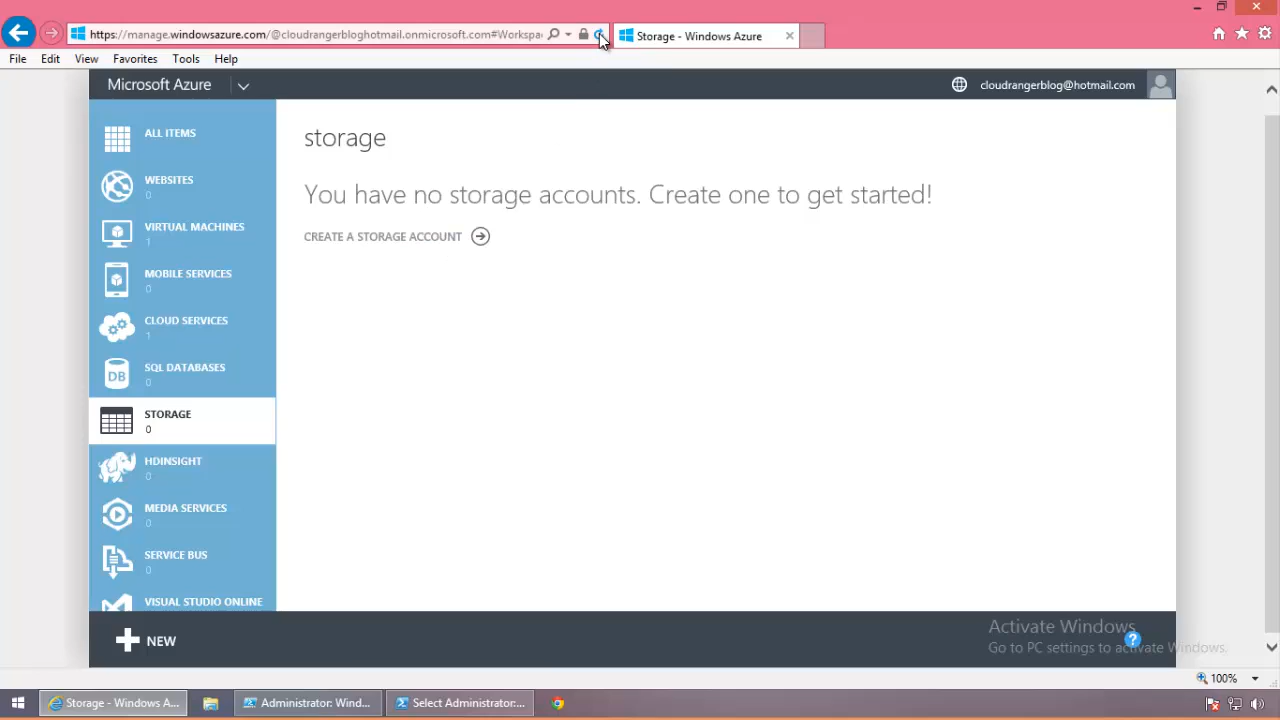 https://manage.windowsazure.com/@cloudrangerbloghotmail.onmicrosoft.com#Workspa
Storage - Windows Azure
File Edit View Favorites Tools Help
Microsoft Azure
cloudrangerblog@hotmail.com
ALL ITEMS
WEBSITES
0
VIRTUAL MACHINES
1
MOBILE SERVICES
0
CLOUD SERVICES
1
DB
SQL DATABASES
0
STORAGE
0
HDINSIGHT
0
MEDIA SERVICES
0
SERVICE BUS
0
VISUAL STUDIO ONLINE
storage
You have no storage accounts. Create one to get started!
CREATE A STORAGE ACCOUNT
NEW
Activate Windows
Go to PC settings to activate Windows.
?
100%
Storage - Windows A...
Administrator: Wind...
Select Administrator:...